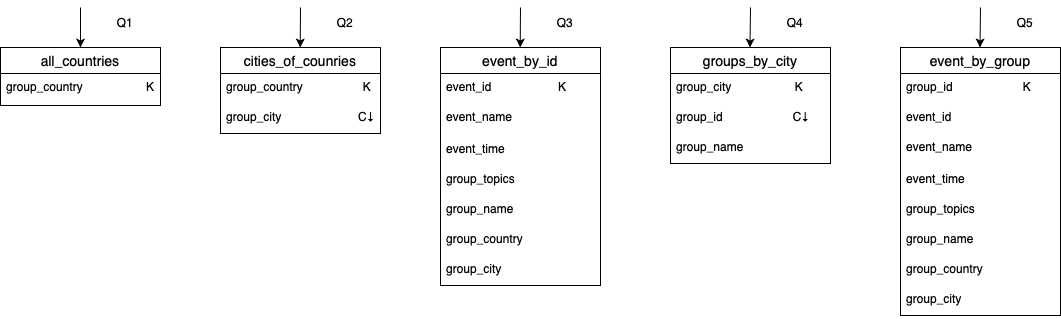 Q1
all_countries
group_country K
Q2
cities_of_counries
group_country K
group_city C↓
Q3
event_by_id
event_id K
event_name
event_time
group_topics
group_name
group_country
group_city
Q4
groups_by_city
group_city K
group_id C↓
group_name
Q5
event_by_group
group_id K
event_id
event_name
event_time
group_topics
group_name
group_country
group_city